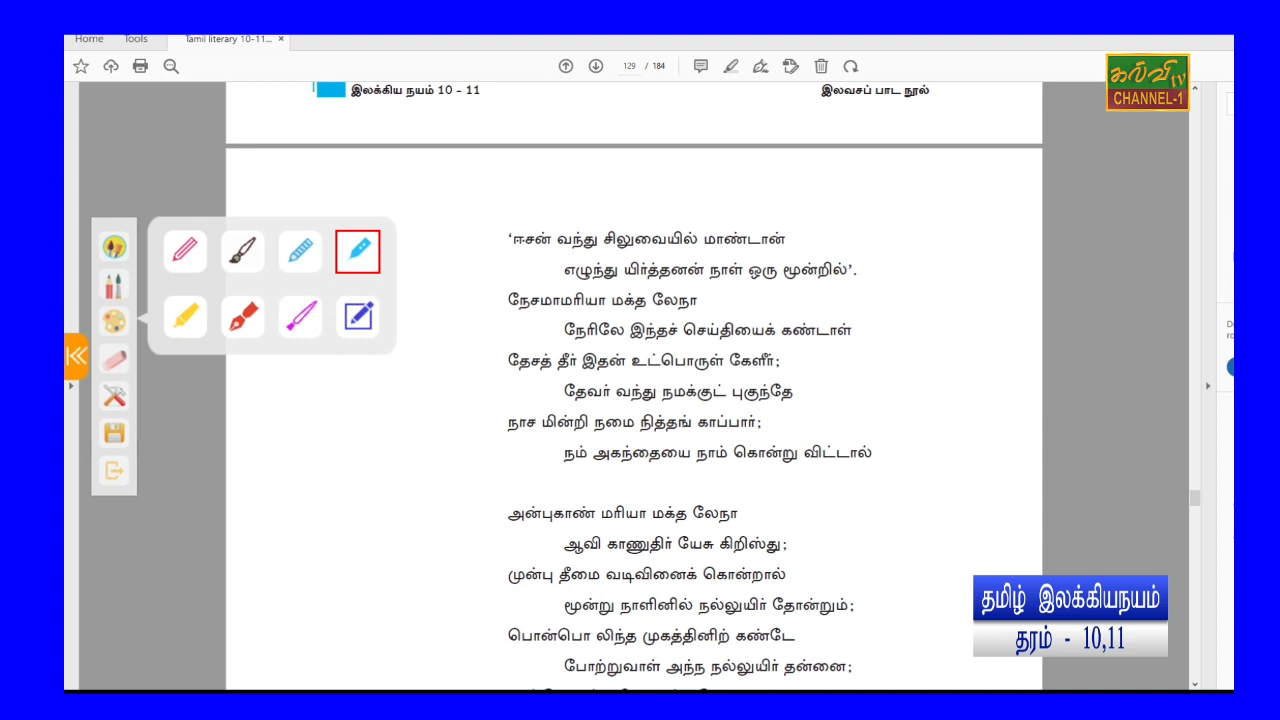 Home Tools Tamil literary 10-11... ×
129 / 184
கல்வி TV
CHANNEL-1
இலக்கிய நயம் 10 - 11 இலவசப் பாட நூல்
‘ஈசன் வந்து சிலுவையில் மாண்டான்
எழுந்து யிர்த்தனன் நாள் ஒரு மூன்றில்’.
நேசமாமரியா மக்த லேநா
நேரிலே இந்தச் செய்தியைக் கண்டாள்
தேசத் தீர் இதன் உட்பொருள் கேளீர்;
தேவர் வந்து நமக்குட் புகுந்தே
நாச மின்றி நமை நித்தங் காப்பார்;
நம் அகந்தையை நாம் கொன்று விட்டால்
அன்புகாண் மரியா மக்த லேநா
ஆவி காணுதிர் யேசு கிறிஸ்து;
முன்பு தீமை வடிவினைக் கொன்றால்
மூன்று நாளினில் நல்லுயிர் தோன்றும்;
பொன்பொ லிந்த முகத்தினிற் கண்டே
போற்றுவாள் அந்ந நல்லுயிர் தன்னை;
தமிழ் இலக்கியநயம்
தரம் - 10,11